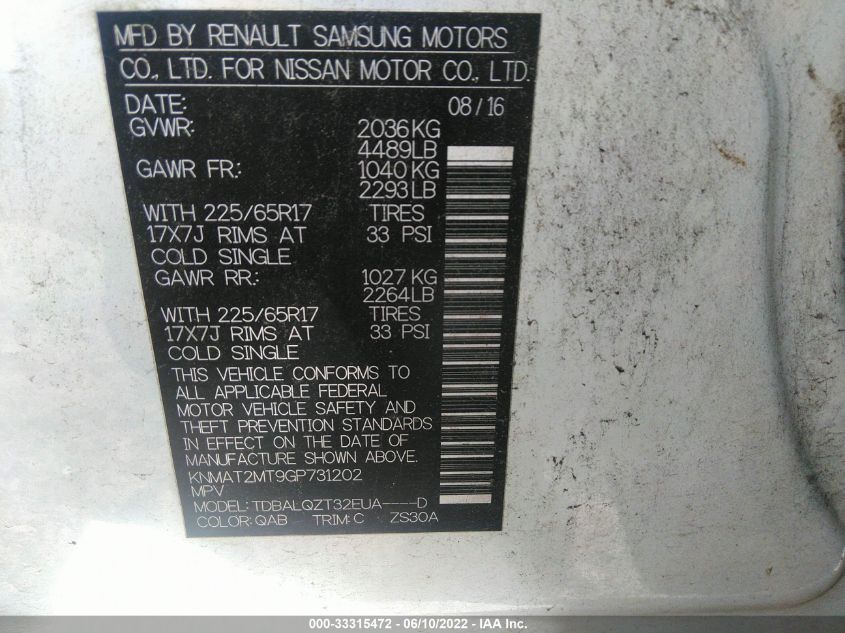 MFD BY RENAULT SAMSUNG MOTORS
CO., LTD. FOR NISSAN MOTOR CO., LTD.
DATE: 08/16
GVWR: 2036KG
4489LB
GAWR FR: 1040KG
2293LB
WITH 225/65R17 TIRES
17X7J RIMS AT 33 PSI
COLD SINGLE
GAWR RR: 1027KG
2264LB
WITH 225/65R17 TIRES
17X7J RIMS AT 33 PSI
COLD SINGLE
THIS VEHICLE CONFORMS TO
ALL APPLICABLE FEDERAL
MOTOR VEHICLE SAFETY AND
THEFT PREVENTION STANDARDS
IN EFFECT ON THE DATE OF
MANUFACTURE SHOWN ABOVE.
KNMAT2MT9GP731202
MPV
MODEL: TDBALQZT32EUA----D
COLOR: QAB TRIM: C ZS30A
000-33315472 - 06/10/2022 - IAA Inc.